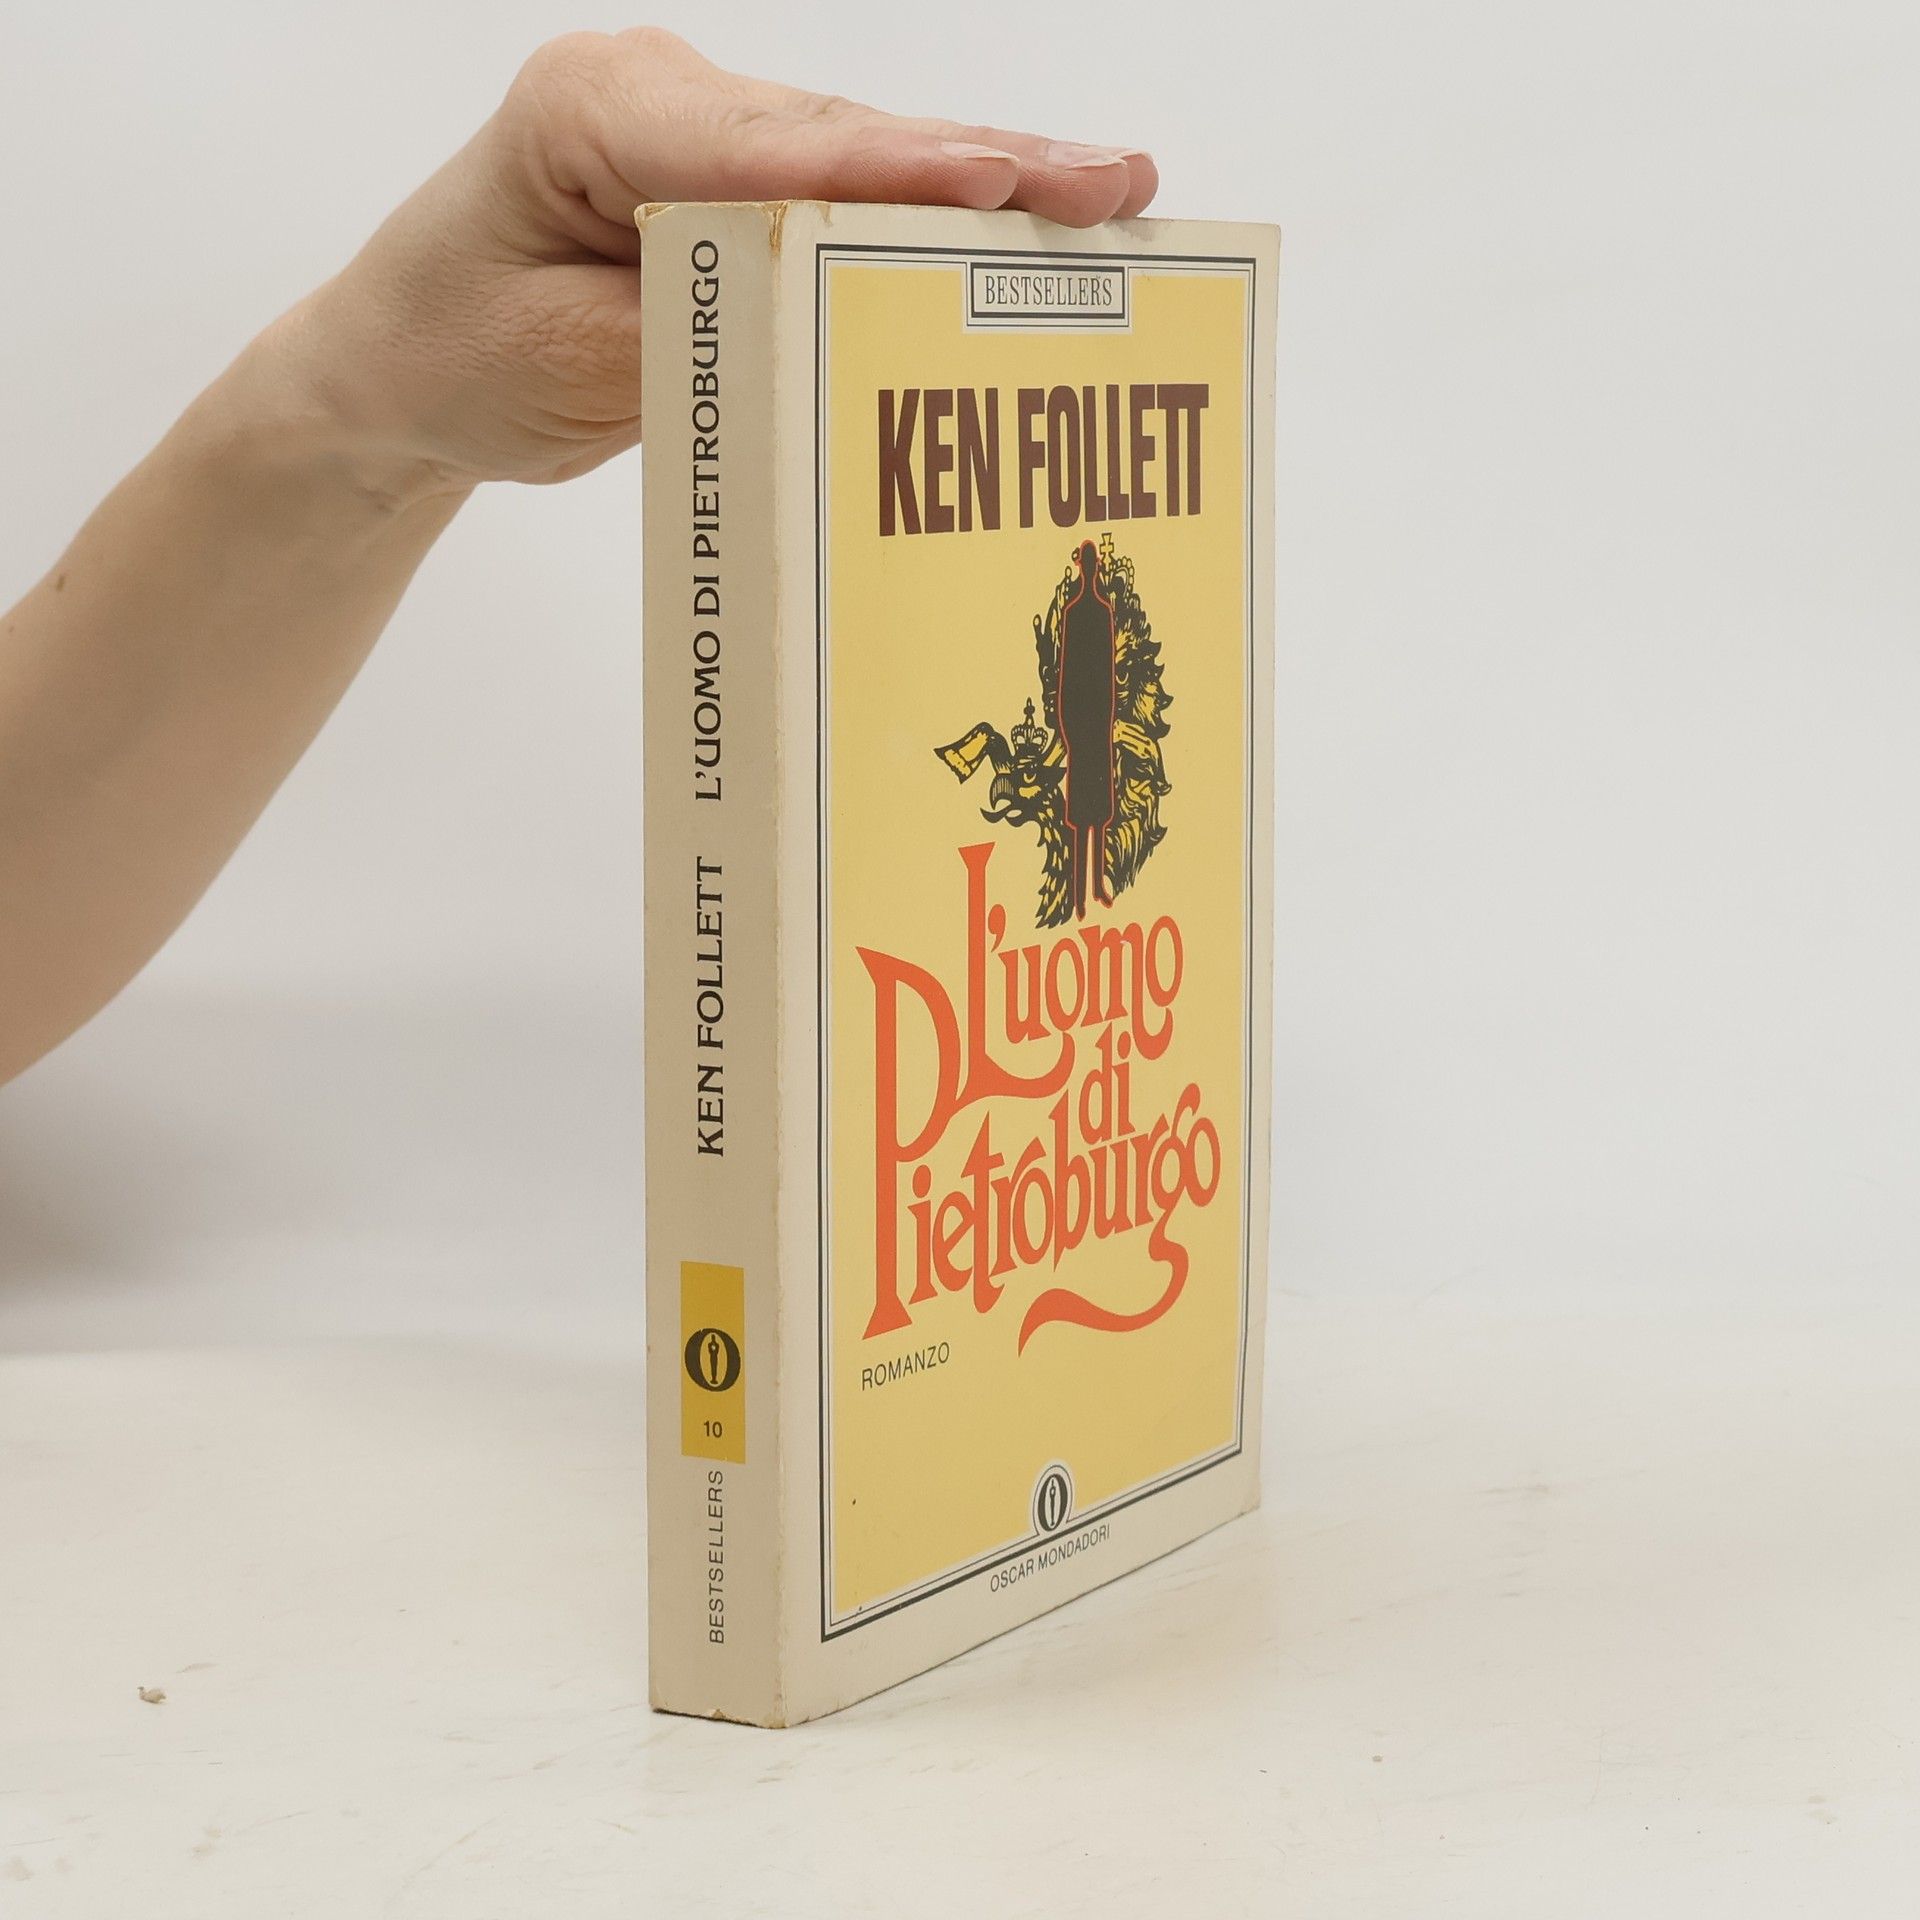 KEN FOLLETT L'UOMO DI PIETROBURGO
10
BESTSELLERS
BESTSELLERS
KEN FOLLETT
L'uomo
di
Pietroburgo
ROMANZO
OSCAR MONDADORI